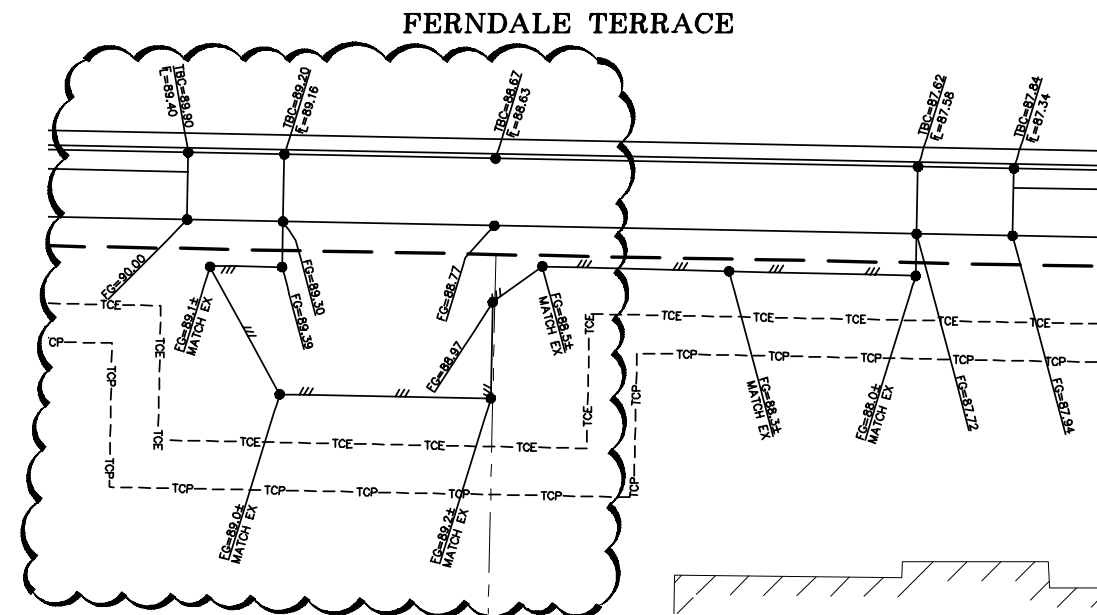 FERNDALE TERRACE
TBC=89.90
FL=89.40
TBC=89.20
FL=89.16
TBC=88.67
FL=88.63
TBC=87.62
FL=87.58
TBC=87.84
FL=87.34
FG=90.00
FG=89.1±
MATCH EX
FG=89.30
FG=89.39
FG=88.77
FG=88.97
FG=88.5±
MATCH EX
FG=88.3±
MATCH EX
FG=88.0±
MATCH EX
FG=87.72
FG=87.94
FG=89.0±
MATCH EX
FG=89.2±
MATCH EX
TCE
TCE
TCE
TCE
TCE
TCE
TCE
TCE
TCE
TCE
TCE
TCE
TCE
TCE
CP
TCP
TCP
TCP
TCP
TCP
TCP
TCP
TCP
TCP
TCP
TCP
TCP
TCP
TCP